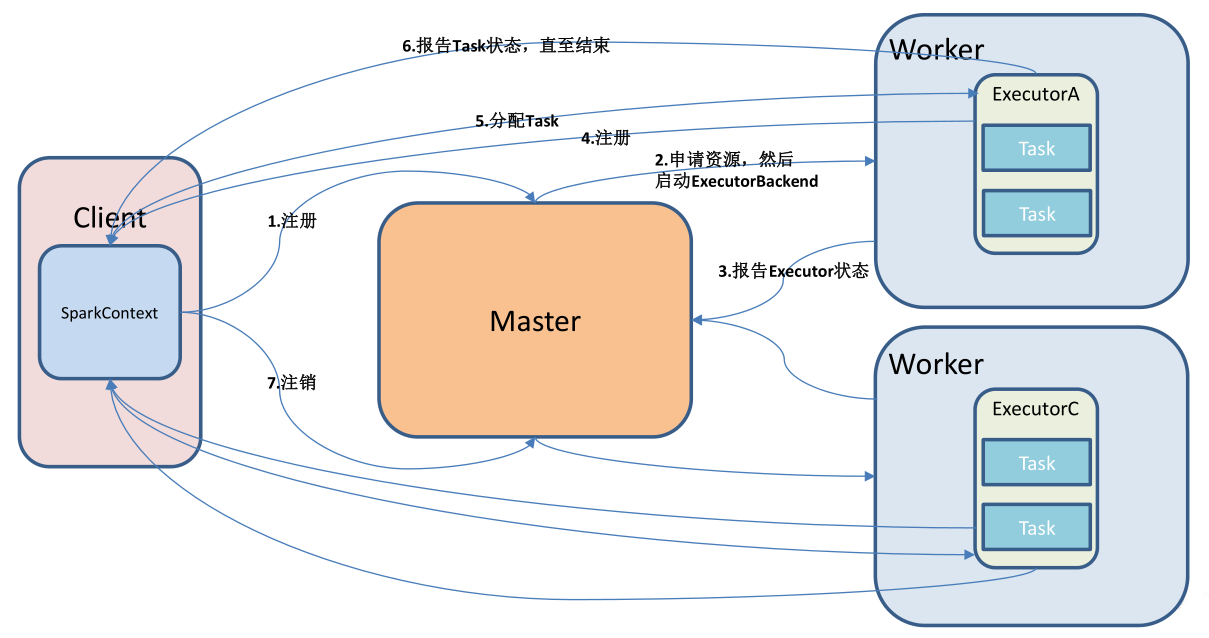 6.报告Task状态，直至结束
Worker
ExecutorA
5.分配Task
4.注册
Task
2.申请资源，然后
启动ExecutorBackend
Task
Client
1.注册
3.报告Executor状态
SparkContext
Master
Worker
7.注销
ExecutorC
Task
Task